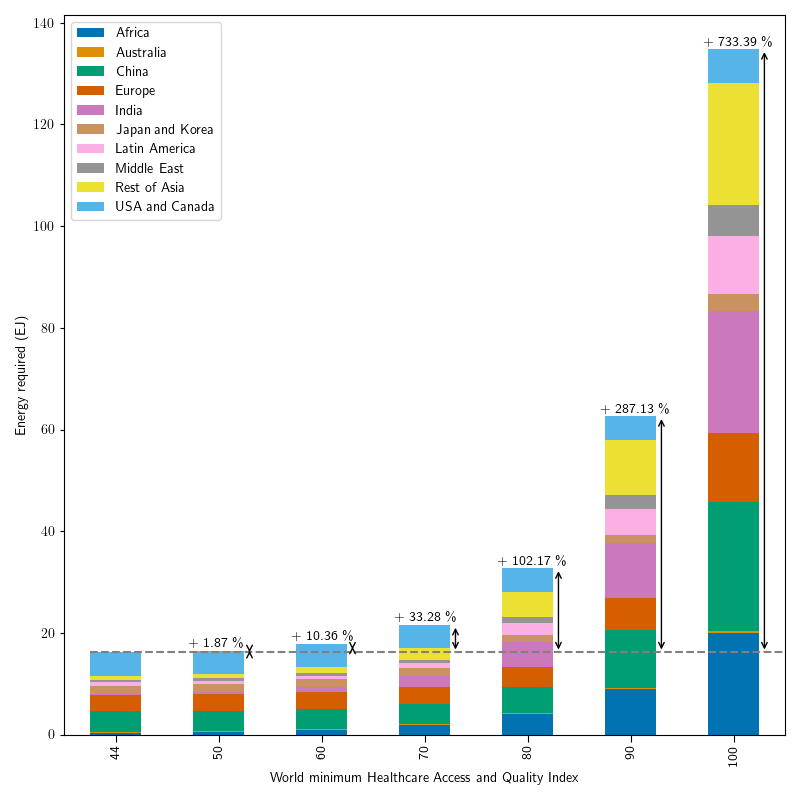 Africa
Australia
China
Europe
India
Japan and Korea
Latin America
Middle East
Rest of Asia
USA and Canada
+ 1.87 %
+ 10.36 %
+ 33.28 %
+ 102.17 %
+ 287.13 %
+ 733.39 %
140
120
100
80
60
40
20
0
Energy required (EJ)
44
50
60
70
80
90
100
World minimum Healthcare Access and Quality Index